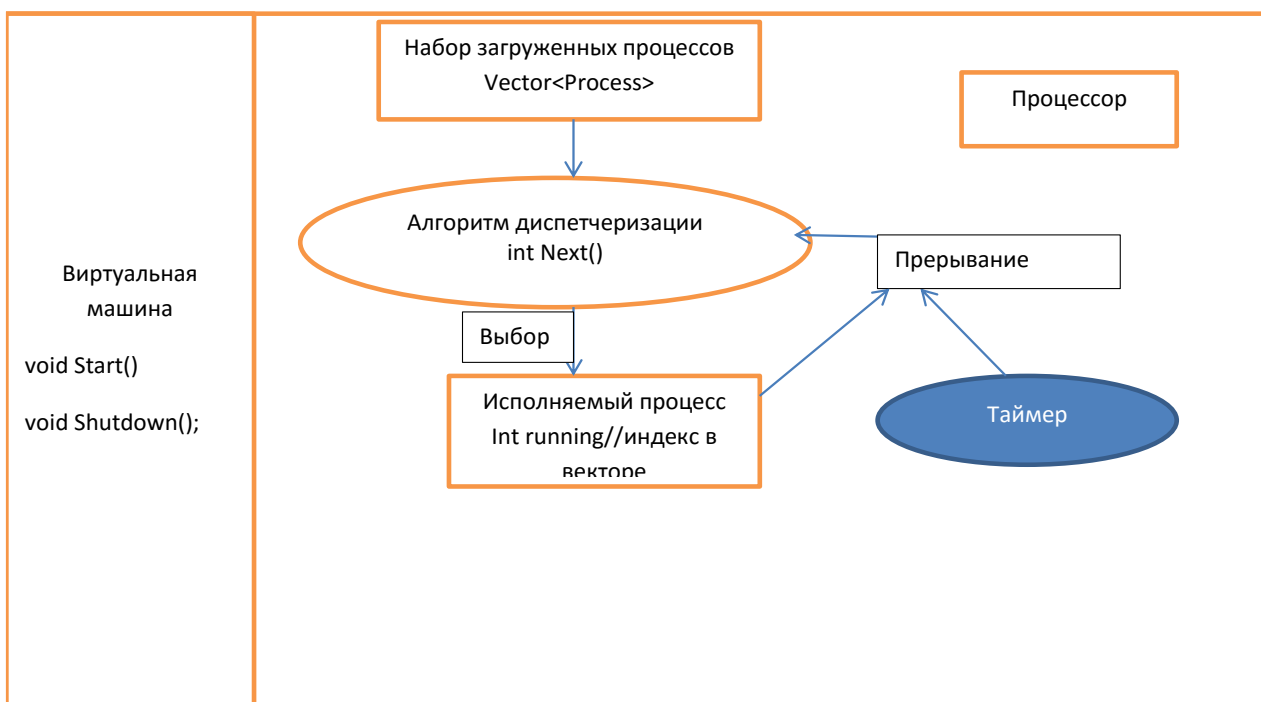 Набор загруженных процессов
Vector<Process>
Процессор
Алгоритм диспетчеризации
int Next()
Прерывание
Виртуальная
машина
void Start()
void Shutdown();
Выбор
Исполняемый процесс
Int running//индекс в
векторе
Таймер